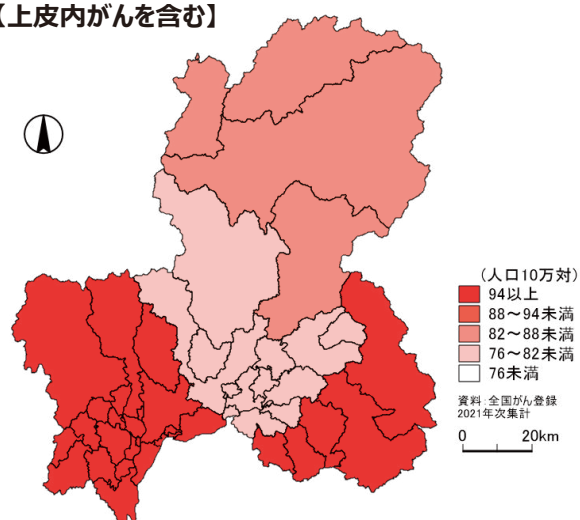 【上皮内がんを含む】
(人口10万対)
94以上
88～94未満
82～88未満
76～82未満
76未満
資料:全国がん登録
2021年次集計
0 20km